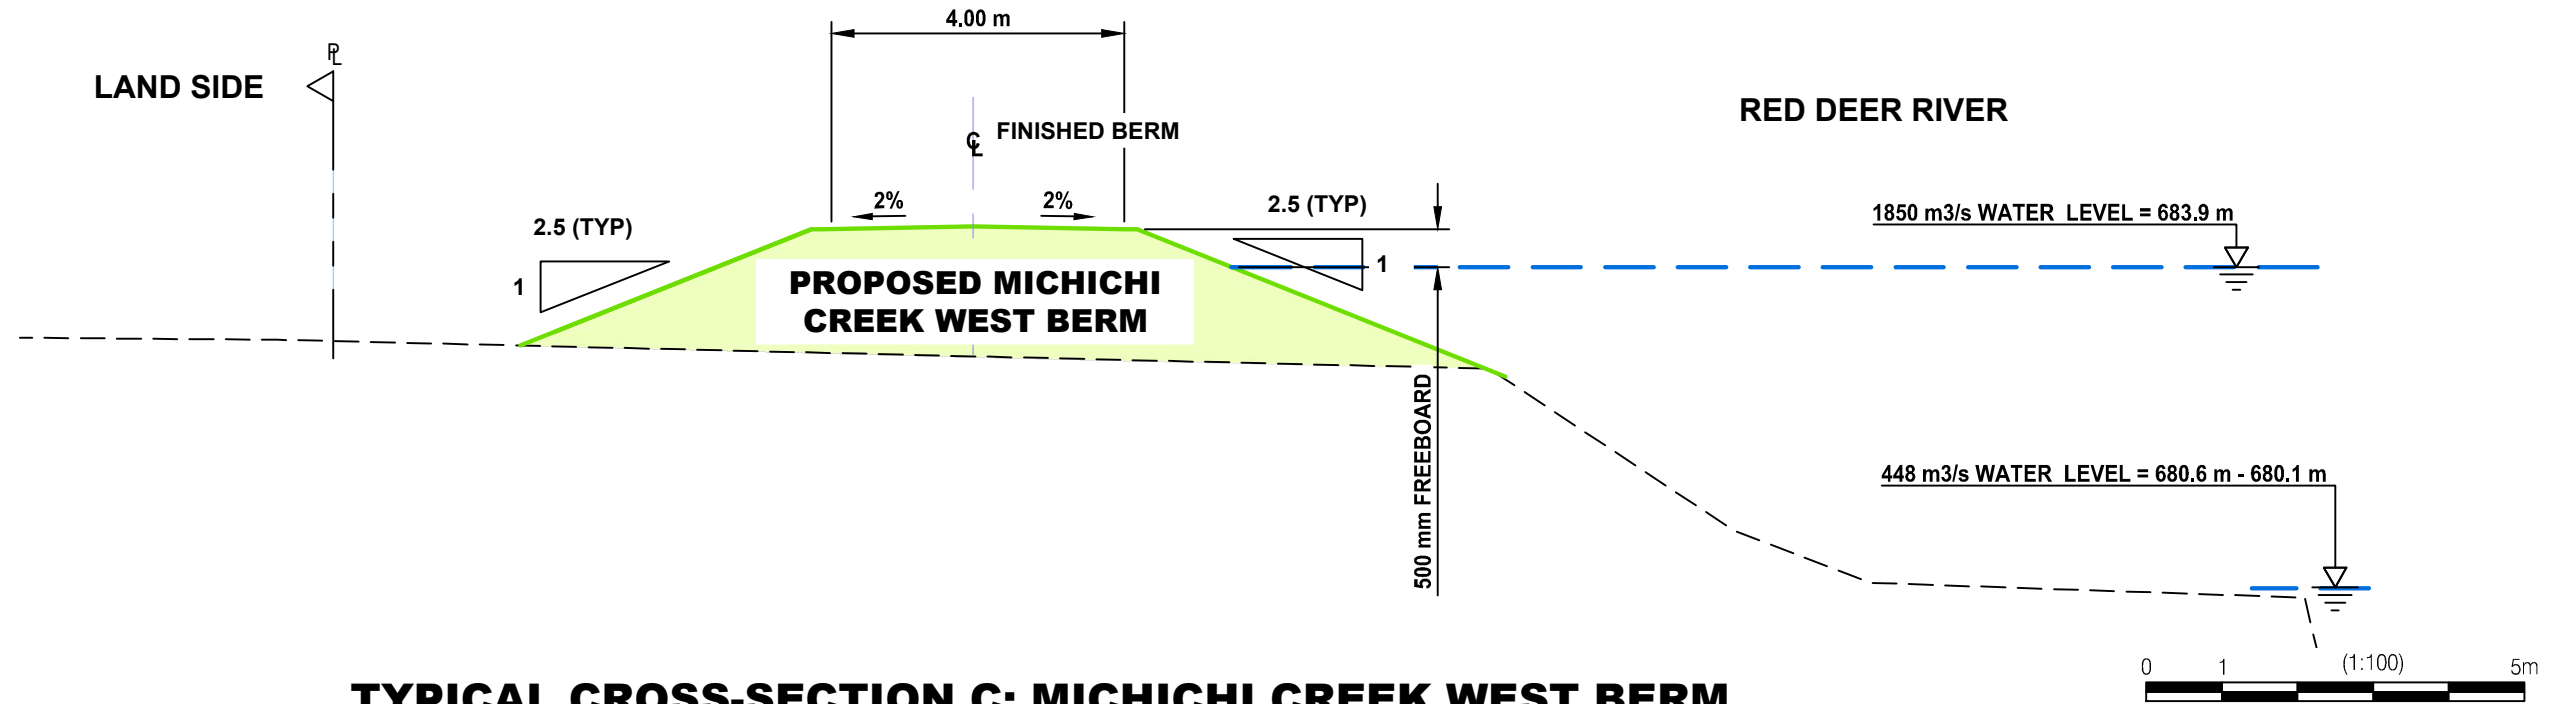 4.00 m
PL
LAND SIDE
RED DEER RIVER
CL FINISHED BERM
2%
2%
2.5 (TYP)
1
2.5 (TYP)
1
1850 m3/s WATER LEVEL = 683.9 m
PROPOSED MICHICHI
CREEK WEST BERM
500 mm FREEBOARD
448 m3/s WATER LEVEL = 680.6 m - 680.1 m
0 1 (1:100) 5m
TYPICAL CROSS-SECTION C: MICHICHI CREEK WEST BERM